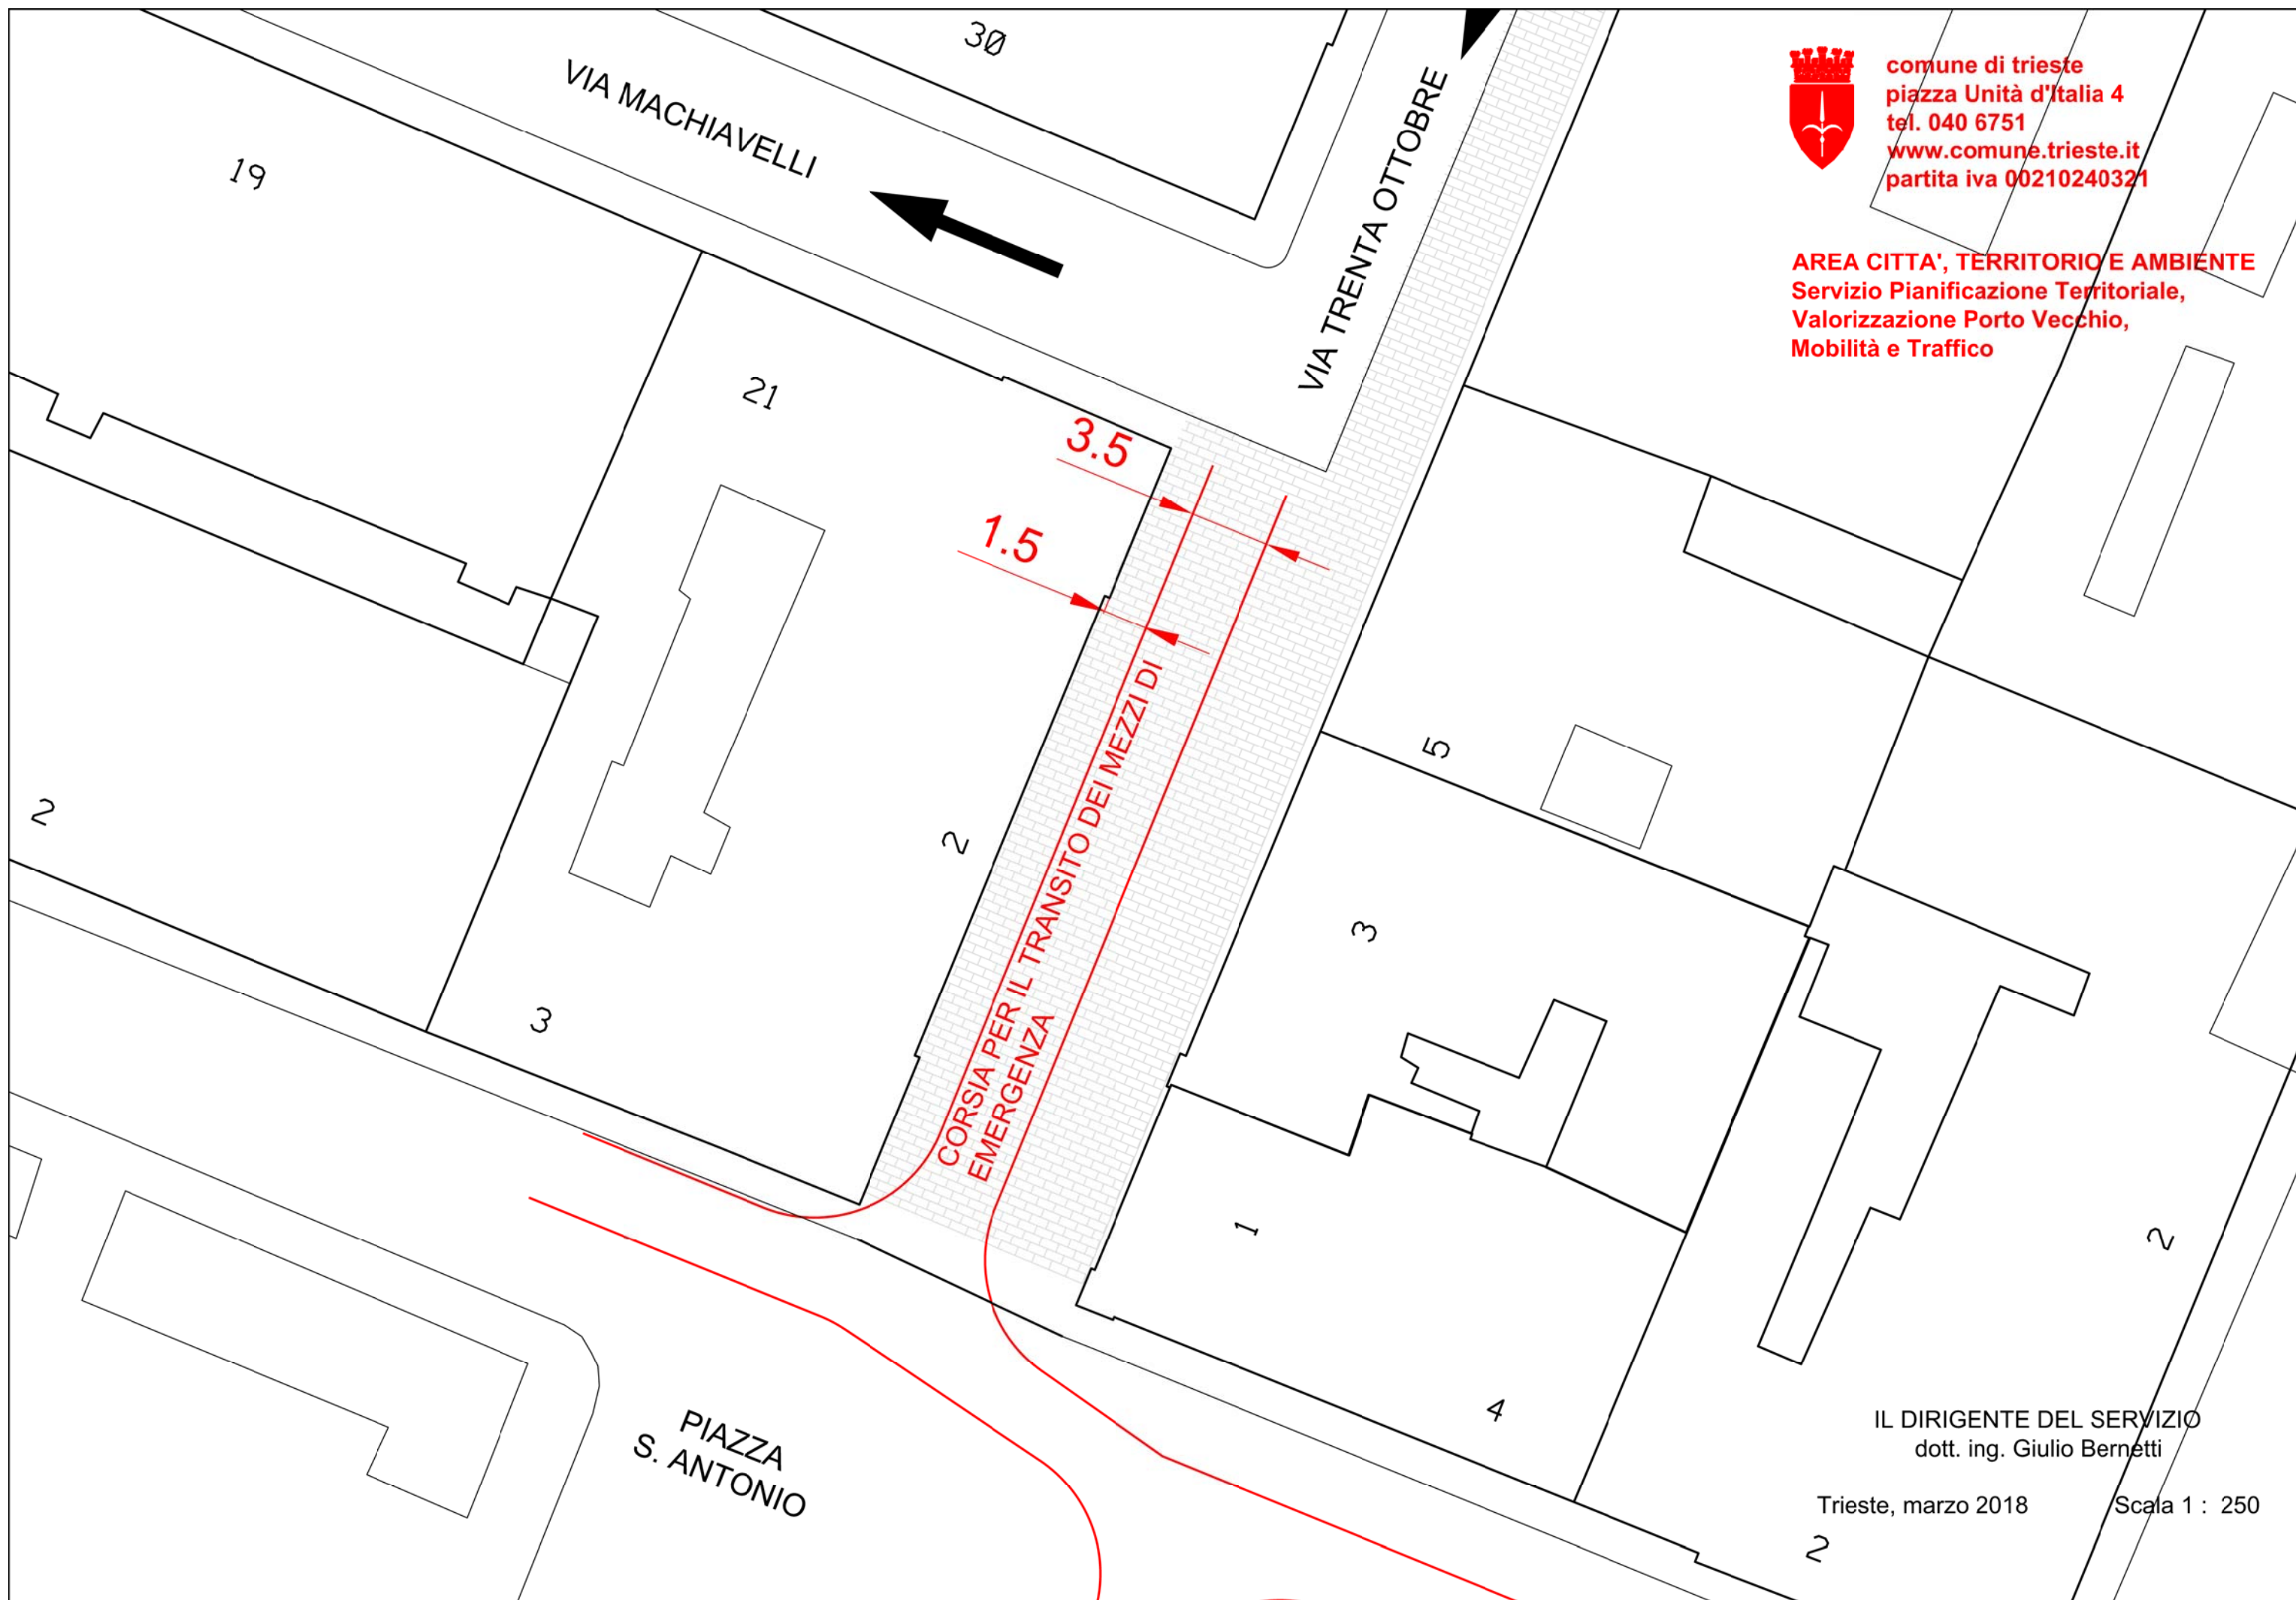 30
VIA MACHIAVELLI
VIA TRENTA OTTOBRE
comune di trieste
piazza Unità d'Italia 4
tel. 040 6751
www.comune.trieste.it
partita iva 00210240321
AREA CITTA', TERRITORIO E AMBIENTE
Servizio Pianificazione Territoriale,
Valorizzazione Porto Vecchio,
Mobilità e Traffico
19
21
3.5
1.5
CORSIA PER IL TRANSITO DEI MEZZI DI
EMERGENZA
5
2
2
3
3
1
2
4
PIAZZA
S. ANTONIO
IL DIRIGENTE DEL SERVIZIO
dott. ing. Giulio Bernetti
Trieste, marzo 2018
Scala 1 : 250
2